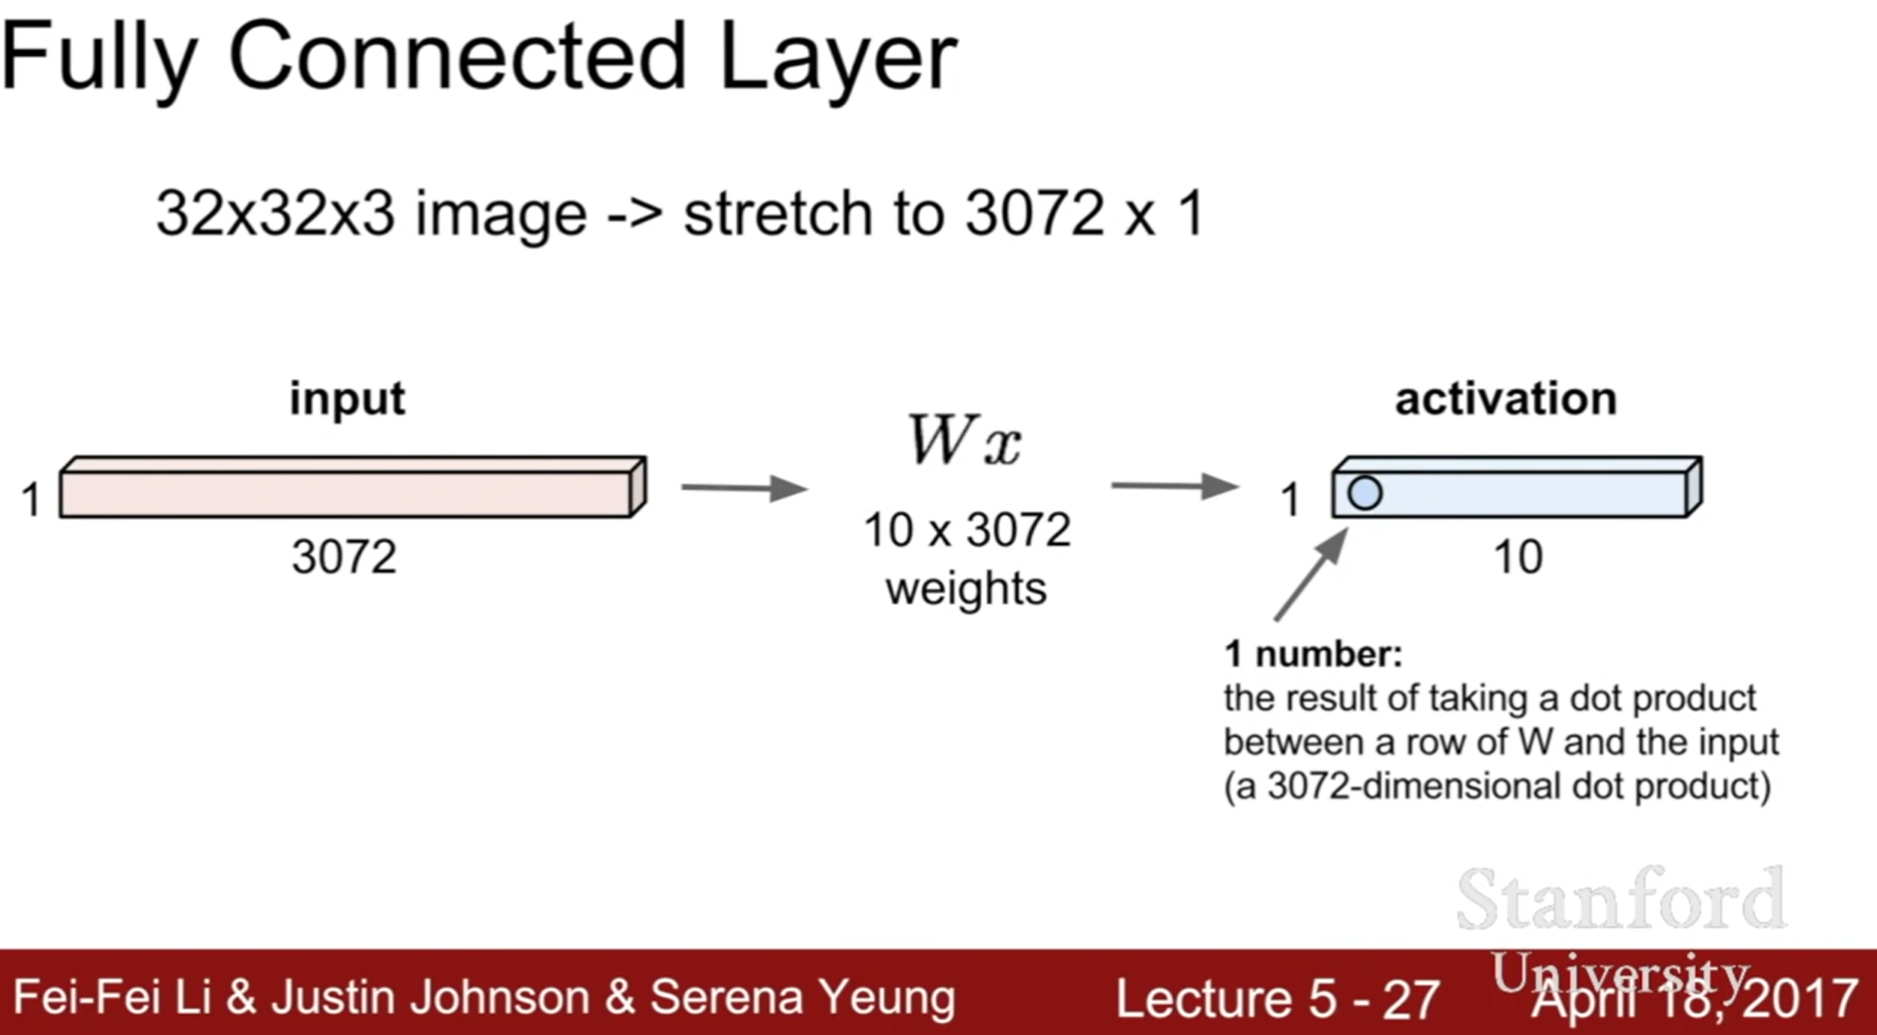 Fully Connected Layer
32x32x3 image -> stretch to 3072 x 1
input
1
3072
Wx
10 x 3072
weights
activation
1
10
1 number:
the result of taking a dot product
between a row of W and the input
(a 3072-dimensional dot product)
Stanford
University
Fei-Fei Li & Justin Johnson & Serena Yeung
Lecture 5 - 27
April 18, 2017